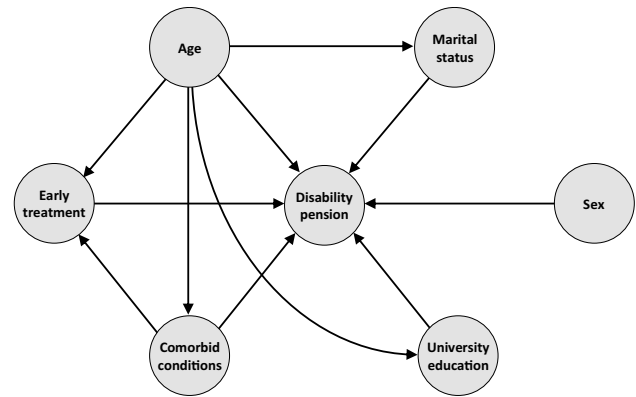 Age
Marital
status
Early
treatment
Disability
pension
Sex
Comorbid
conditions
University
education